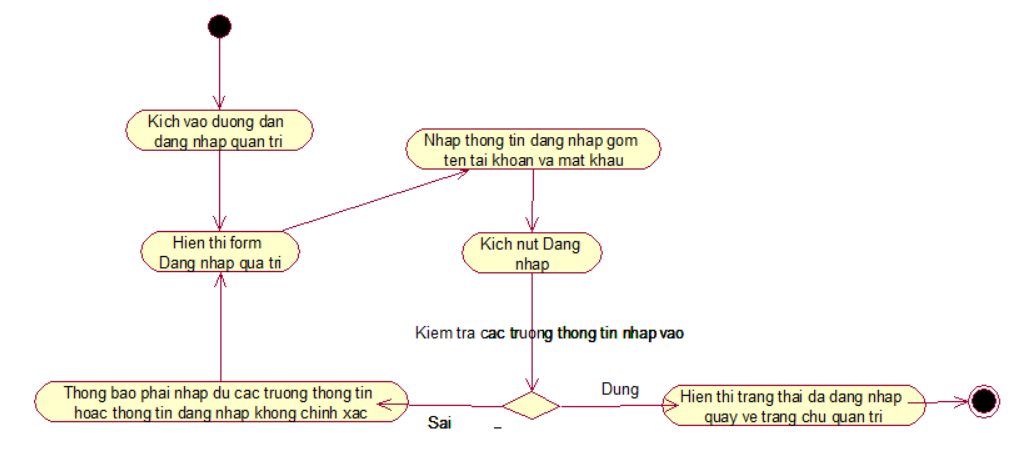 Kich vao duong dan
dang nhap quan tri
Nhap thong tin dang nhap gom
ten tai khoan va mat khau
Hien thi form
Dang nhap qua tri
Kich nut Dang
nhap
Kiem tra cac truong thong tin nhap vao
Thong bao phai nhap du cac truong thong tin
hoac thong tin dang nhap khong chinh xac
Sai _
Dung
Hien thi trang thai da dang nhap
quay ve trang chu quan tri